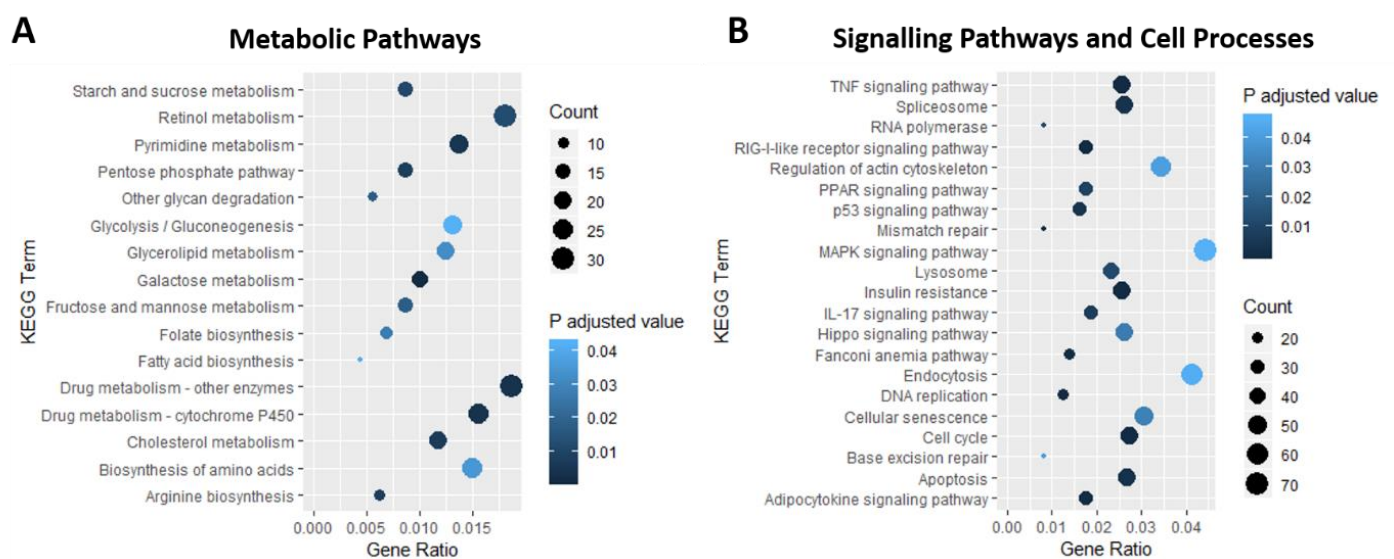 A
Metabolic Pathways
KEGG Term
Starch and sucrose metabolism
Retinol metabolism
Pyrimidine metabolism
Pentose phosphate pathway
Other glycan degradation
Glycolysis / Gluconeogenesis
Glycerolipid metabolism
Galactose metabolism
Fructose and mannose metabolism
Folate biosynthesis
Fatty acid biosynthesis
Drug metabolism - other enzymes
Drug metabolism - cytochrome P450
Cholesterol metabolism
Biosynthesis of amino acids
Arginine biosynthesis
0.000 0.005 0.010 0.015
Gene Ratio
Count
10
15
20
25
30
P adjusted value
0.04
0.03
0.02
0.01
B
Signalling Pathways and Cell Processes
KEGG Term
TNF signaling pathway
Spliceosome
RNA polymerase
RIG-I-like receptor signaling pathway
Regulation of actin cytoskeleton
PPAR signaling pathway
p53 signaling pathway
Mismatch repair
MAPK signaling pathway
Lysosome
Insulin resistance
IL-17 signaling pathway
Hippo signaling pathway
Fanconi anemia pathway
Endocytosis
DNA replication
Cellular senescence
Cell cycle
Base excision repair
Apoptosis
Adipocytokine signaling pathway
0.00 0.01 0.02 0.03 0.04
Gene Ratio
P adjusted value
0.04
0.03
0.02
0.01
Count
20
30
40
50
60
70